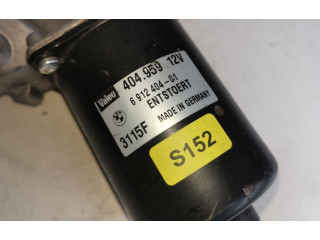 Valeo 404.959 12V
6 912 404-01
ENTSTOERT
3115F MADE IN GERMANY
S152